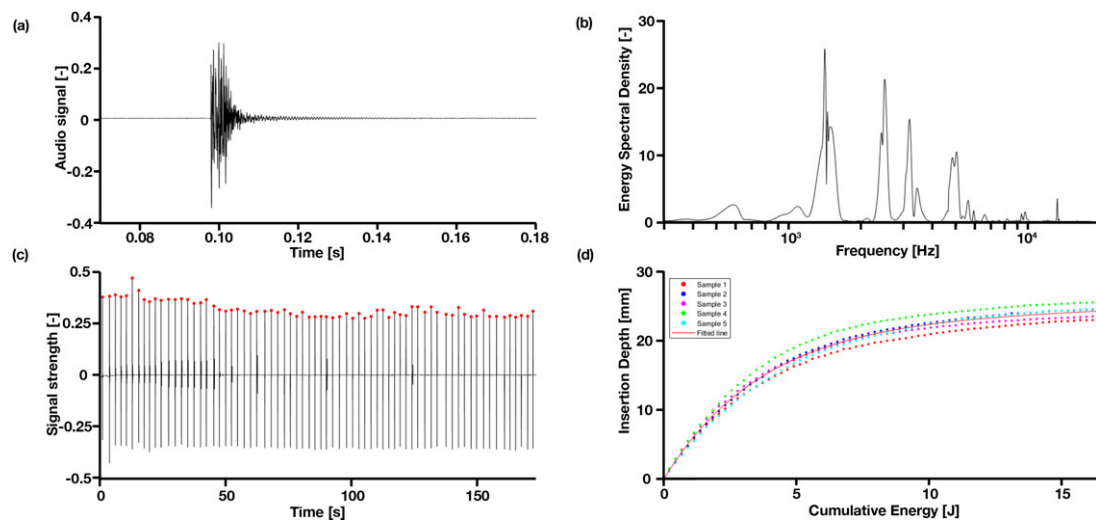 (a)
Audio signal [-]
0.4
0.2
0
-0.2
-0.4
0.08
0.10
0.12
0.14
0.16
0.18
Time [s]
(b)
Energy Spectral Density [-]
30
20
10
0
10³
10⁴
Frequency [Hz]
(c)
Signal strength [-]
0.5
0.25
0
-0.25
-0.5
0
50
100
150
Time [s]
(d)
Insertion Depth [mm]
30
20
10
0
0
5
10
15
Cumulative Energy [J]
Sample 1
Sample 2
Sample 3
Sample 4
Sample 5
Fitted line